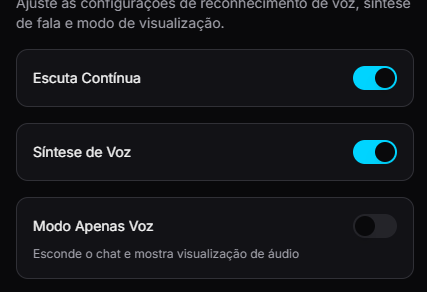 Ajuste as configurações de reconhecimento de voz, síntese
de fala e modo de visualização.
Escuta Contínua
Síntese de Voz
Modo Apenas Voz
Esconde o chat e mostra visualização de áudio